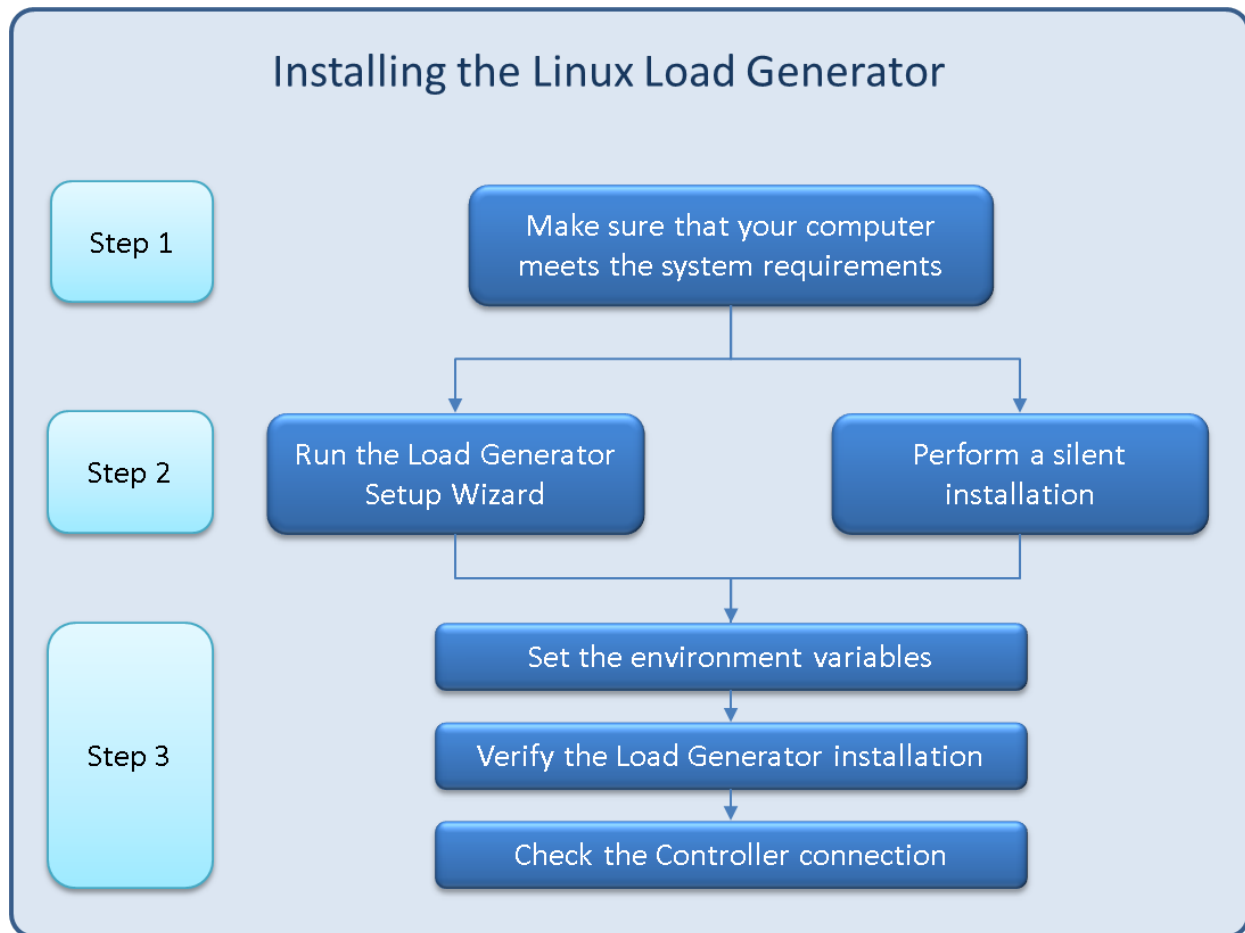 Installing the Linux Load Generator
Step 1
Make sure that your computer
meets the system requirements
Step 2
Run the Load Generator
Setup Wizard
Perform a silent
installation
Step 3
Set the environment variables
Verify the Load Generator installation
Check the Controller connection